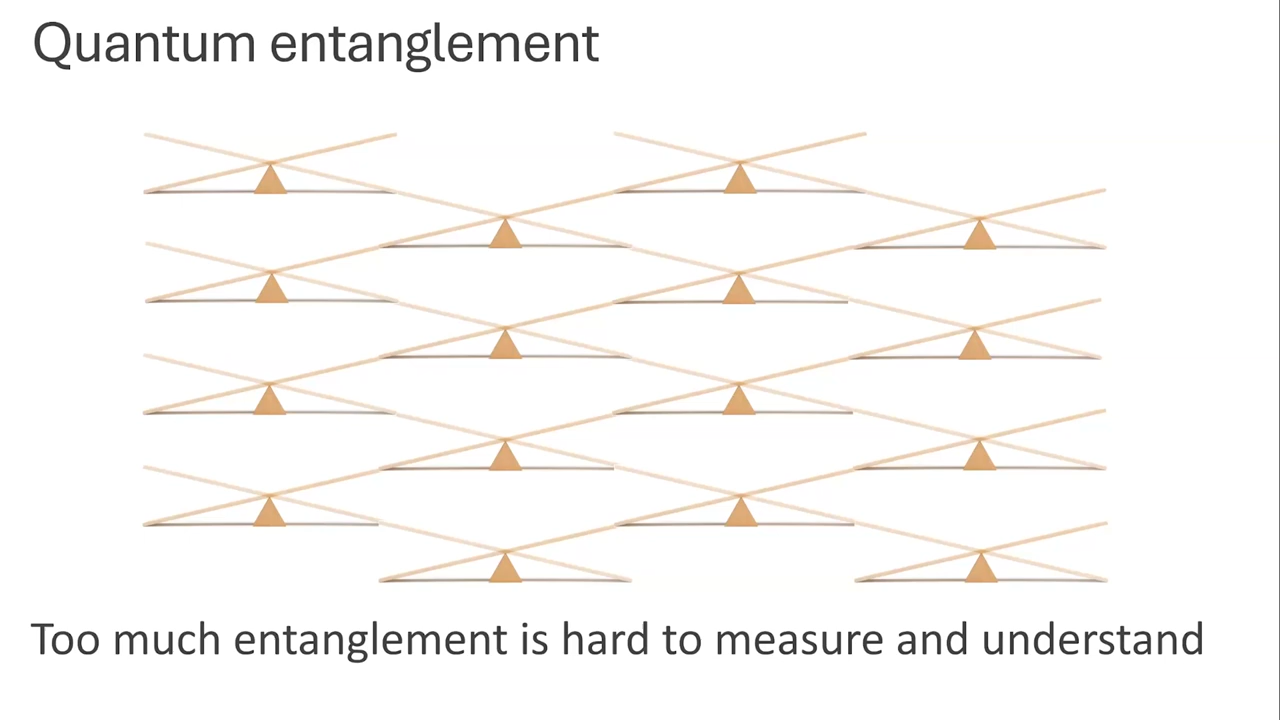 Quantum entanglement
Too much entanglement is hard to measure and understand